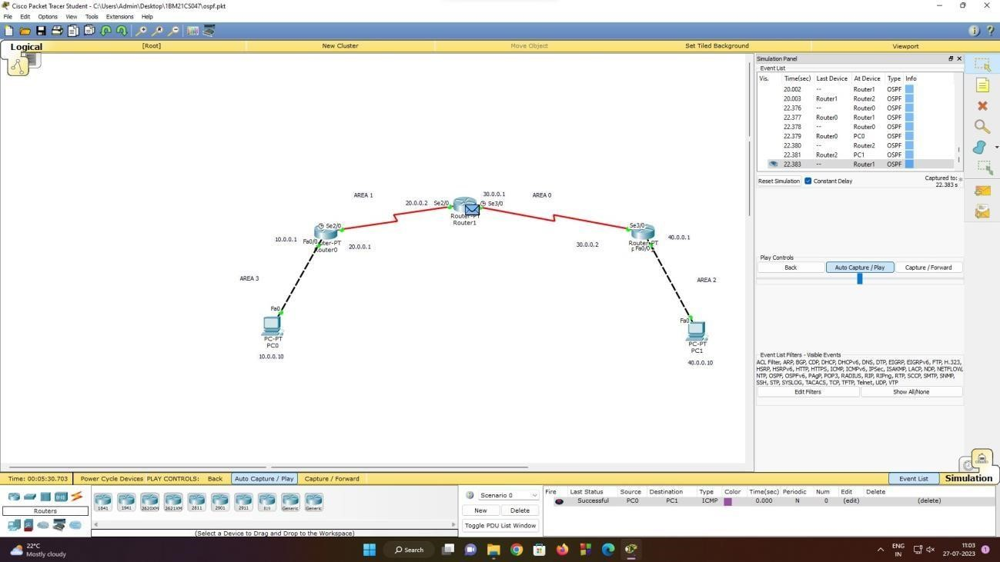 Cisco Packet Tracer Student - C:\Users\Admin\Desktop\1BM21CS047\ospf.pkt
File Edit Options View Tools Extensions Help
Logical [Root] New Cluster Move Object Set Tiled Background Viewport
Simulation Panel
Event List
Vis. Time(sec) Last Device At Device Type Info
20.002 -- Router1 OSPF
20.003 Router1 Router2 OSPF
22.376 -- Router0 OSPF
22.377 Router0 Router1 OSPF
22.378 -- Router0 OSPF
22.379 Router0 PC0 OSPF
22.380 -- Router2 OSPF
22.381 Router2 PC1 OSPF
22.383 -- Router1 OSPF
Reset Simulation Constant Delay Captured to: *
22.383 s
AREA 1 30.0.0.1 AREA 0
20.0.0.2 Se2/0 Se3/0
Router-PT
Router1
Se2/0 Se3/0
10.0.0.1 Fa0/0 uter-PT 20.0.0.1
outer0
30.0.0.2 Router-PT 40.0.0.1
Fa0/0
AREA 3 AREA 2
Fa0
PC-PT
PC0
10.0.0.10
Fa0
PC-PT
PC1
40.0.0.10
Play Controls
Back Auto Capture / Play Capture / Forward
Event List Filters - Visible Events
ACL Filter, ARP, BGP, CDP, DHCP, DHCPv6, DNS, DTP, EIGRP, EIGRPv6, FTP, H.323,
HSRP, HSRPv6, HTTP, HTTPS, ICMP, ICMPv6, IPSec, ISAKMP, LACP, NDP, NETFLOW,
NTP, OSPF, OSPFv6, PAgP, POP3, RADIUS, RIP, RIPng, RTP, SCCP, SMTP, SNMP,
SSH, STP, SYSLOG, TACACS, TCP, TFTP, Telnet, UDP, VTP
Edit Filters Show All/None
Time: 00:05:30.703 Power Cycle Devices PLAY CONTROLS: Back Auto Capture / Play Capture / Forward Event List Simulation
Routers
1841 1941 2620XM 2621XM 2811 2901 2911 819 Generic Generic
(Select a Device to Drag and Drop to the Workspace)
Scenario 0
New Delete
Toggle PDU List Window
Fire Last Status Source Destination Type Color Time(sec) Periodic Num Edit Delete
Successful PC0 PC1 ICMP 0.000 N 0 (edit) (delete)
22°C
Mostly cloudy
Search
ENG
IN
11:03
27-07-2023
1